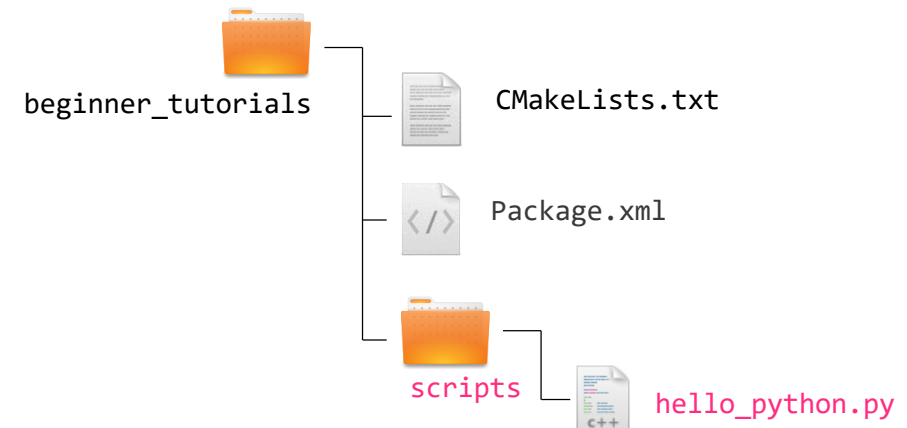 beginner_tutorials
CMakeLists.txt
</>
Package.xml
scripts
hello_python.py
c++